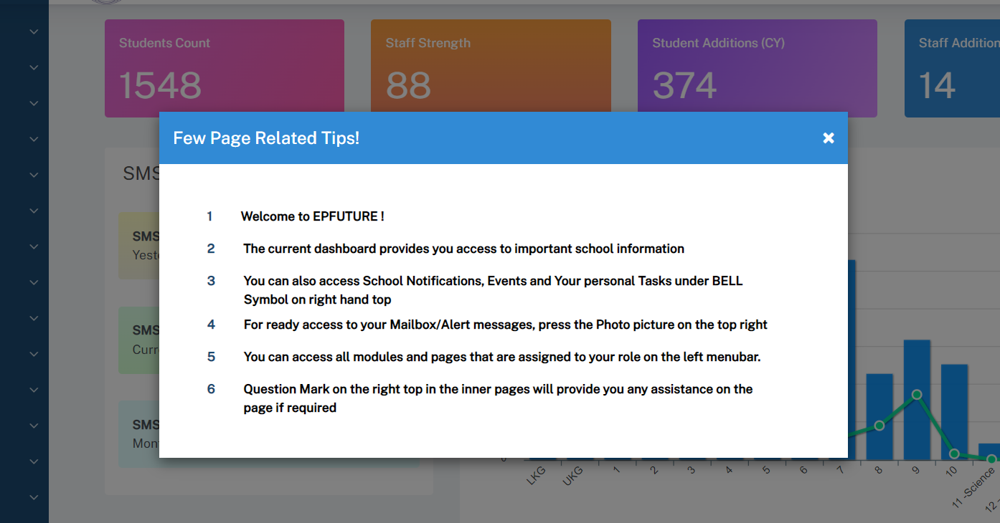 Students Count
Staff Strength
Student Additions (CY)
Staff Addition
1548
88
374
14
Few Page Related Tips!
SMS
1 Welcome to EPFUTURE !
SMS
2 The current dashboard provides you access to important school information
3 You can also access School Notifications, Events and Your personal Tasks under BELL
Symbol on right hand top
4 For ready access to your Mailbox/Alert messages, press the Photo picture on the top right
SMS
5 You can access all modules and pages that are assigned to your role on the left menubar.
6 Question Mark on the right top in the inner pages will provide you any assistance on the
page if required
SMS
LKG
UKG
1
2
3
4
5
6
7
8
9
10
11 -Science
12 -